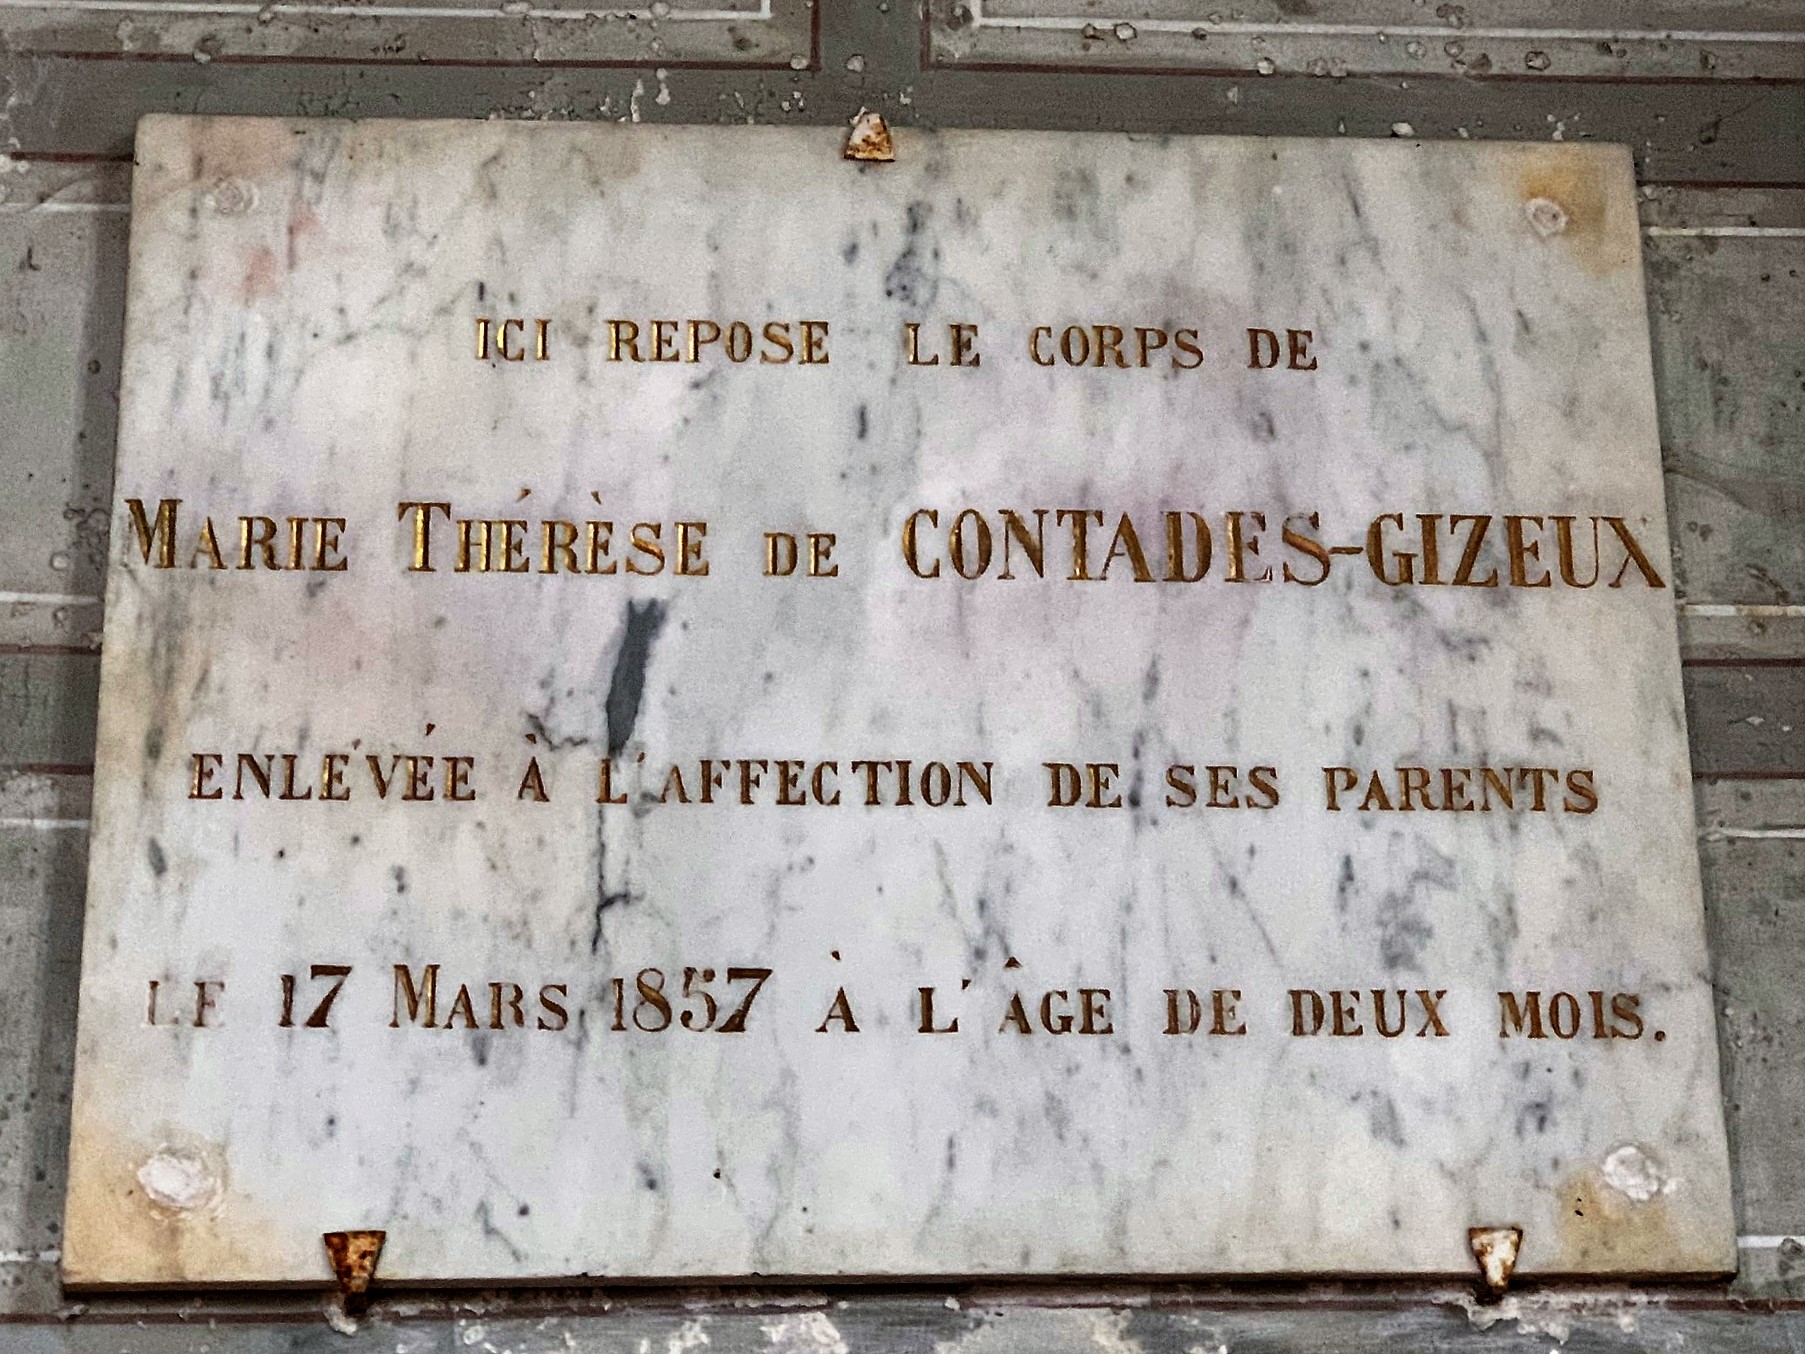 ICI REPOSE LE CORPS DE
MARIE THÉRÈSE DE CONTADES-GIZEUX
ENLÉVÉE À L'AFFECTION DE SES PARENTS
LE 17 MARS 1857 À L'ÂGE DE DEUX MOIS.